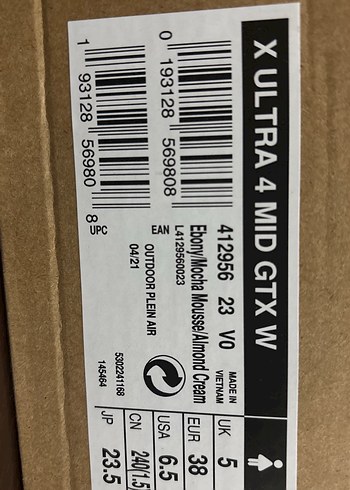 X ULTRA 4 MID GTX W
412956 23 V0
MADE IN
VIETNAM
Ebony/Mocha Mousse/Almond Cream
L4129560023
0 193128 569808
EAN
OUTDOOR PLEIN AIR
04/21
1 93128 56980 8
UPC
5302241168
145464
UK 5
EUR 38
USA 6.5
CN 240(1.5)
JP 23.5